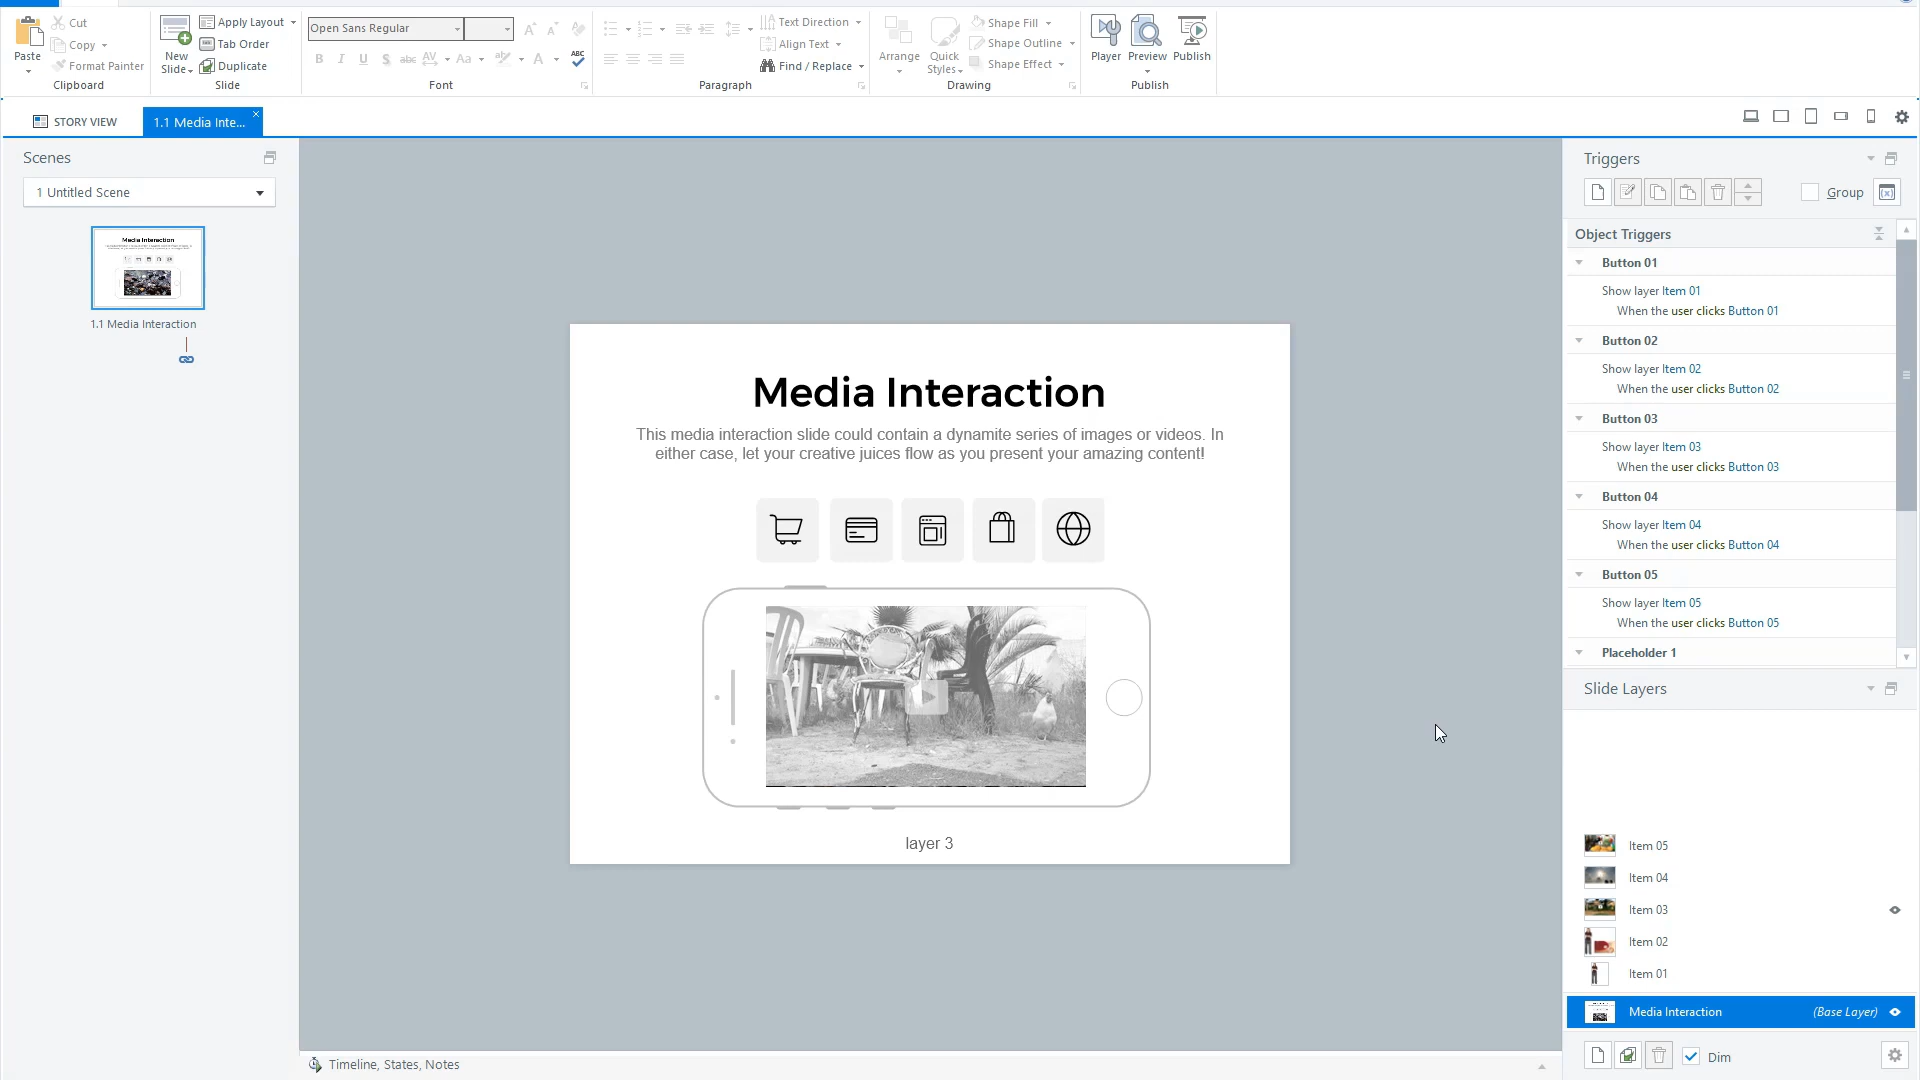 Paste
Cut
Copy
Format Painter
Clipboard
New
Slide
Apply Layout
Tab Order
Duplicate
Slide
Open Sans Regular
B I U S abc AV Aa A
ABC
Font
Text Direction
Align Text
Find / Replace
Paragraph
Arrange
Quick
Styles
Shape Fill
Shape Outline
Shape Effect
Drawing
Player
Preview
Publish
Publish
STORY VIEW
1.1 Media Inte...
Scenes
1 Untitled Scene
Media Interaction
1.1 Media Interaction
Media Interaction
This media interaction slide could contain a dynamite series of images or videos. In
either case, let your creative juices flow as you present your amazing content!
layer 3
Timeline, States, Notes
Triggers
Group
(x)
Object Triggers
Button 01
Show layer Item 01
When the user clicks Button 01
Button 02
Show layer Item 02
When the user clicks Button 02
Button 03
Show layer Item 03
When the user clicks Button 03
Button 04
Show layer Item 04
When the user clicks Button 04
Button 05
Show layer Item 05
When the user clicks Button 05
Placeholder 1
Slide Layers
Item 05
Item 04
Item 03
Item 02
Item 01
Media Interaction (Base Layer)
Dim